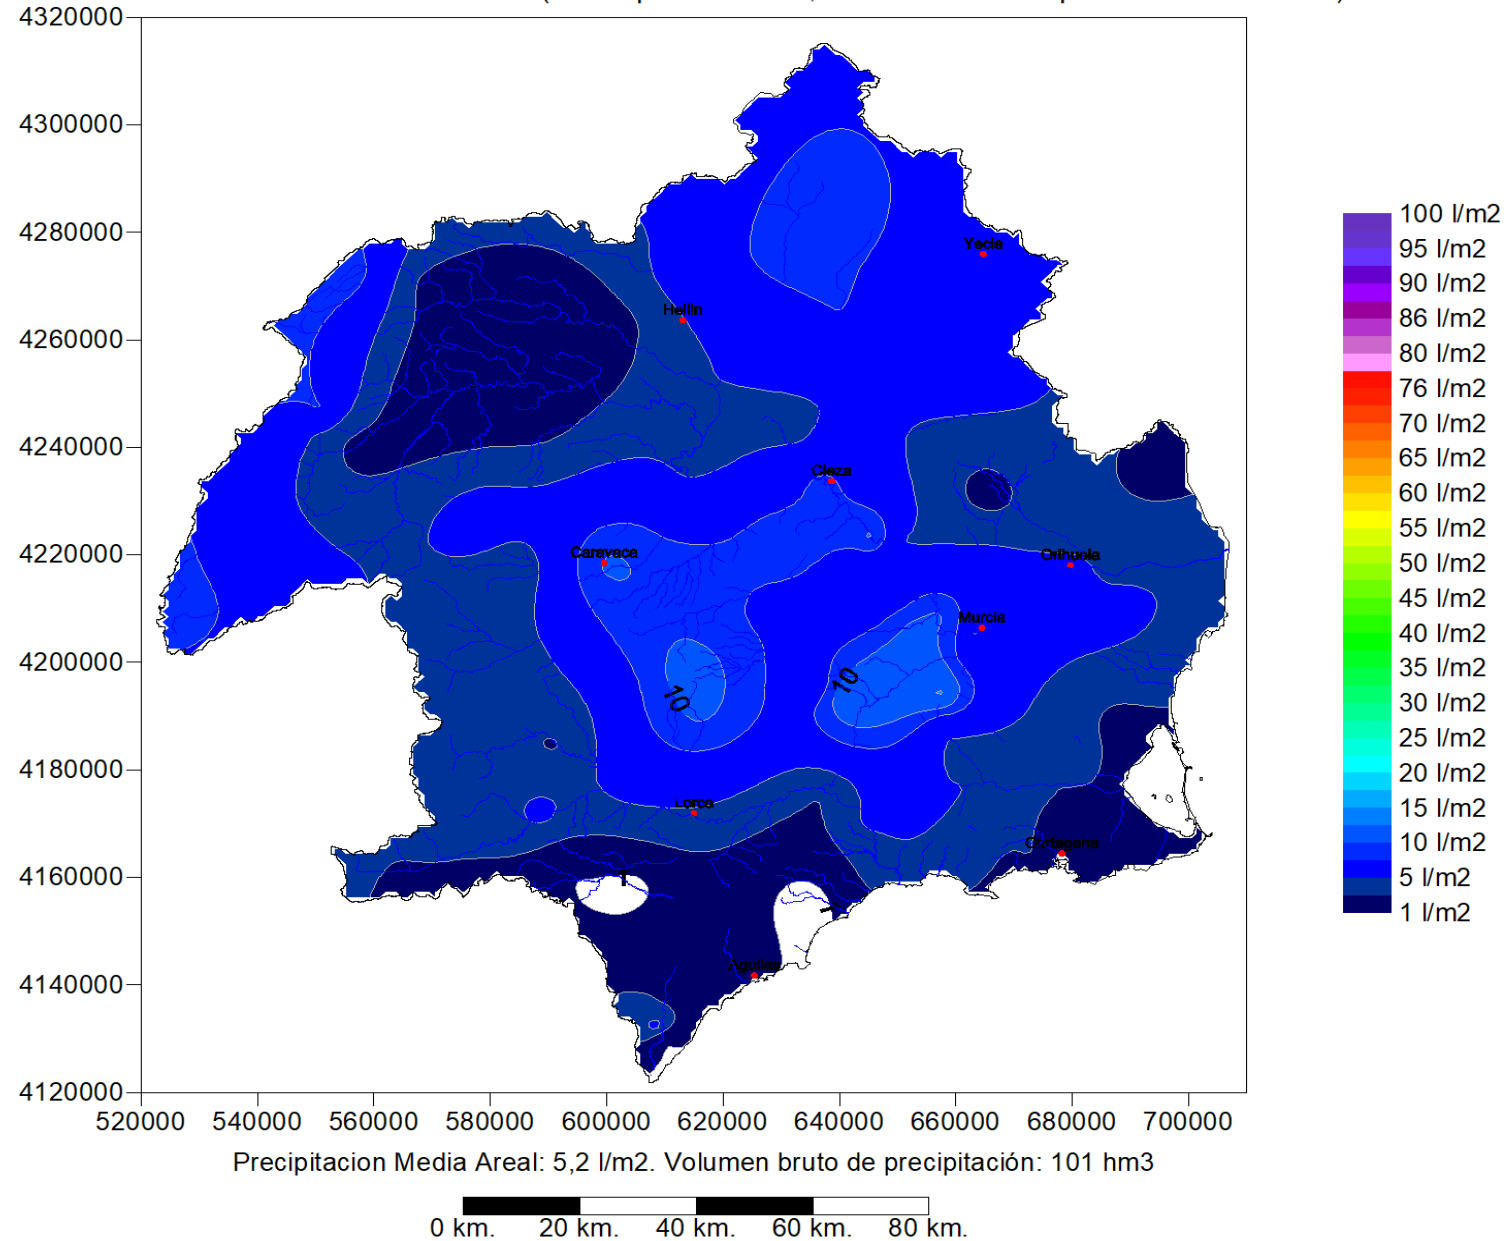 4320000
4300000
4280000
4260000
4240000
4220000
4200000
4180000
4160000
4140000
4120000
520000 540000 560000 580000 600000 620000 640000 660000 680000 700000
Yecla
Hellin
Cieza
Caravaca
Orihuela
Murcia
10
10
Lorca
Cartagena
1
1
Aguilas
100 l/m2
95 l/m2
90 l/m2
86 l/m2
80 l/m2
76 l/m2
70 l/m2
65 l/m2
60 l/m2
55 l/m2
50 l/m2
45 l/m2
40 l/m2
35 l/m2
30 l/m2
25 l/m2
20 l/m2
15 l/m2
10 l/m2
5 l/m2
1 l/m2
Precipitacion Media Areal: 5,2 l/m2. Volumen bruto de precipitación: 101 hm3
0 km. 20 km. 40 km. 60 km. 80 km.